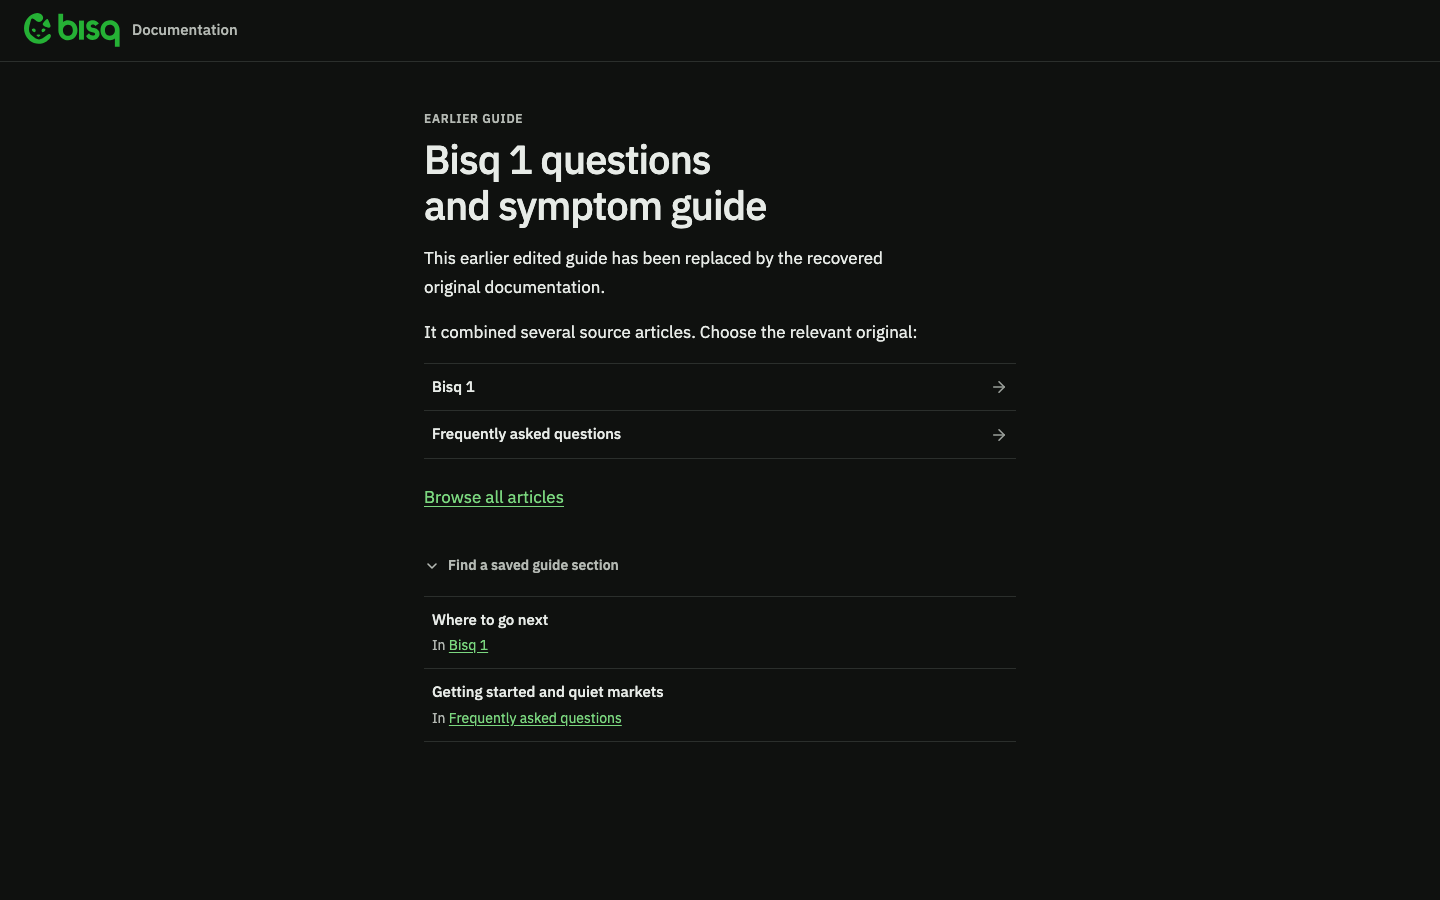 bisq Documentation
EARLIER GUIDE
Bisq 1 questions
and symptom guide
This earlier edited guide has been replaced by the recovered
original documentation.
It combined several source articles. Choose the relevant original:
Bisq 1
Frequently asked questions
Browse all articles
Find a saved guide section
Where to go next
In Bisq 1
Getting started and quiet markets
In Frequently asked questions